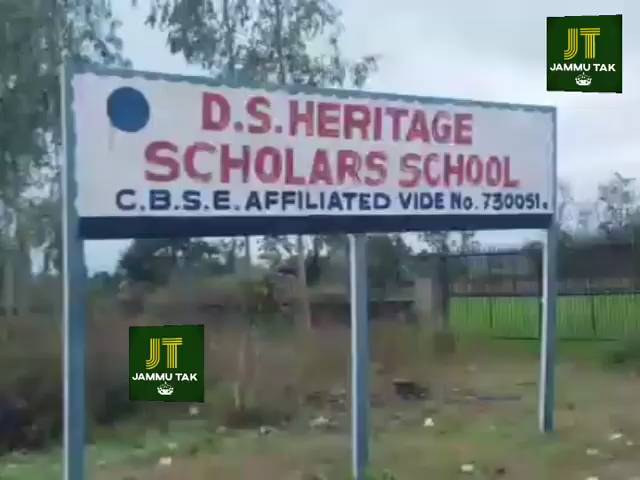 JT
JAMMU TAK
D.S.HERITAGE
SCHOLARS SCHOOL
C.B.S.E. AFFILIATED VIDE No. 730051.
JT
JAMMU TAK